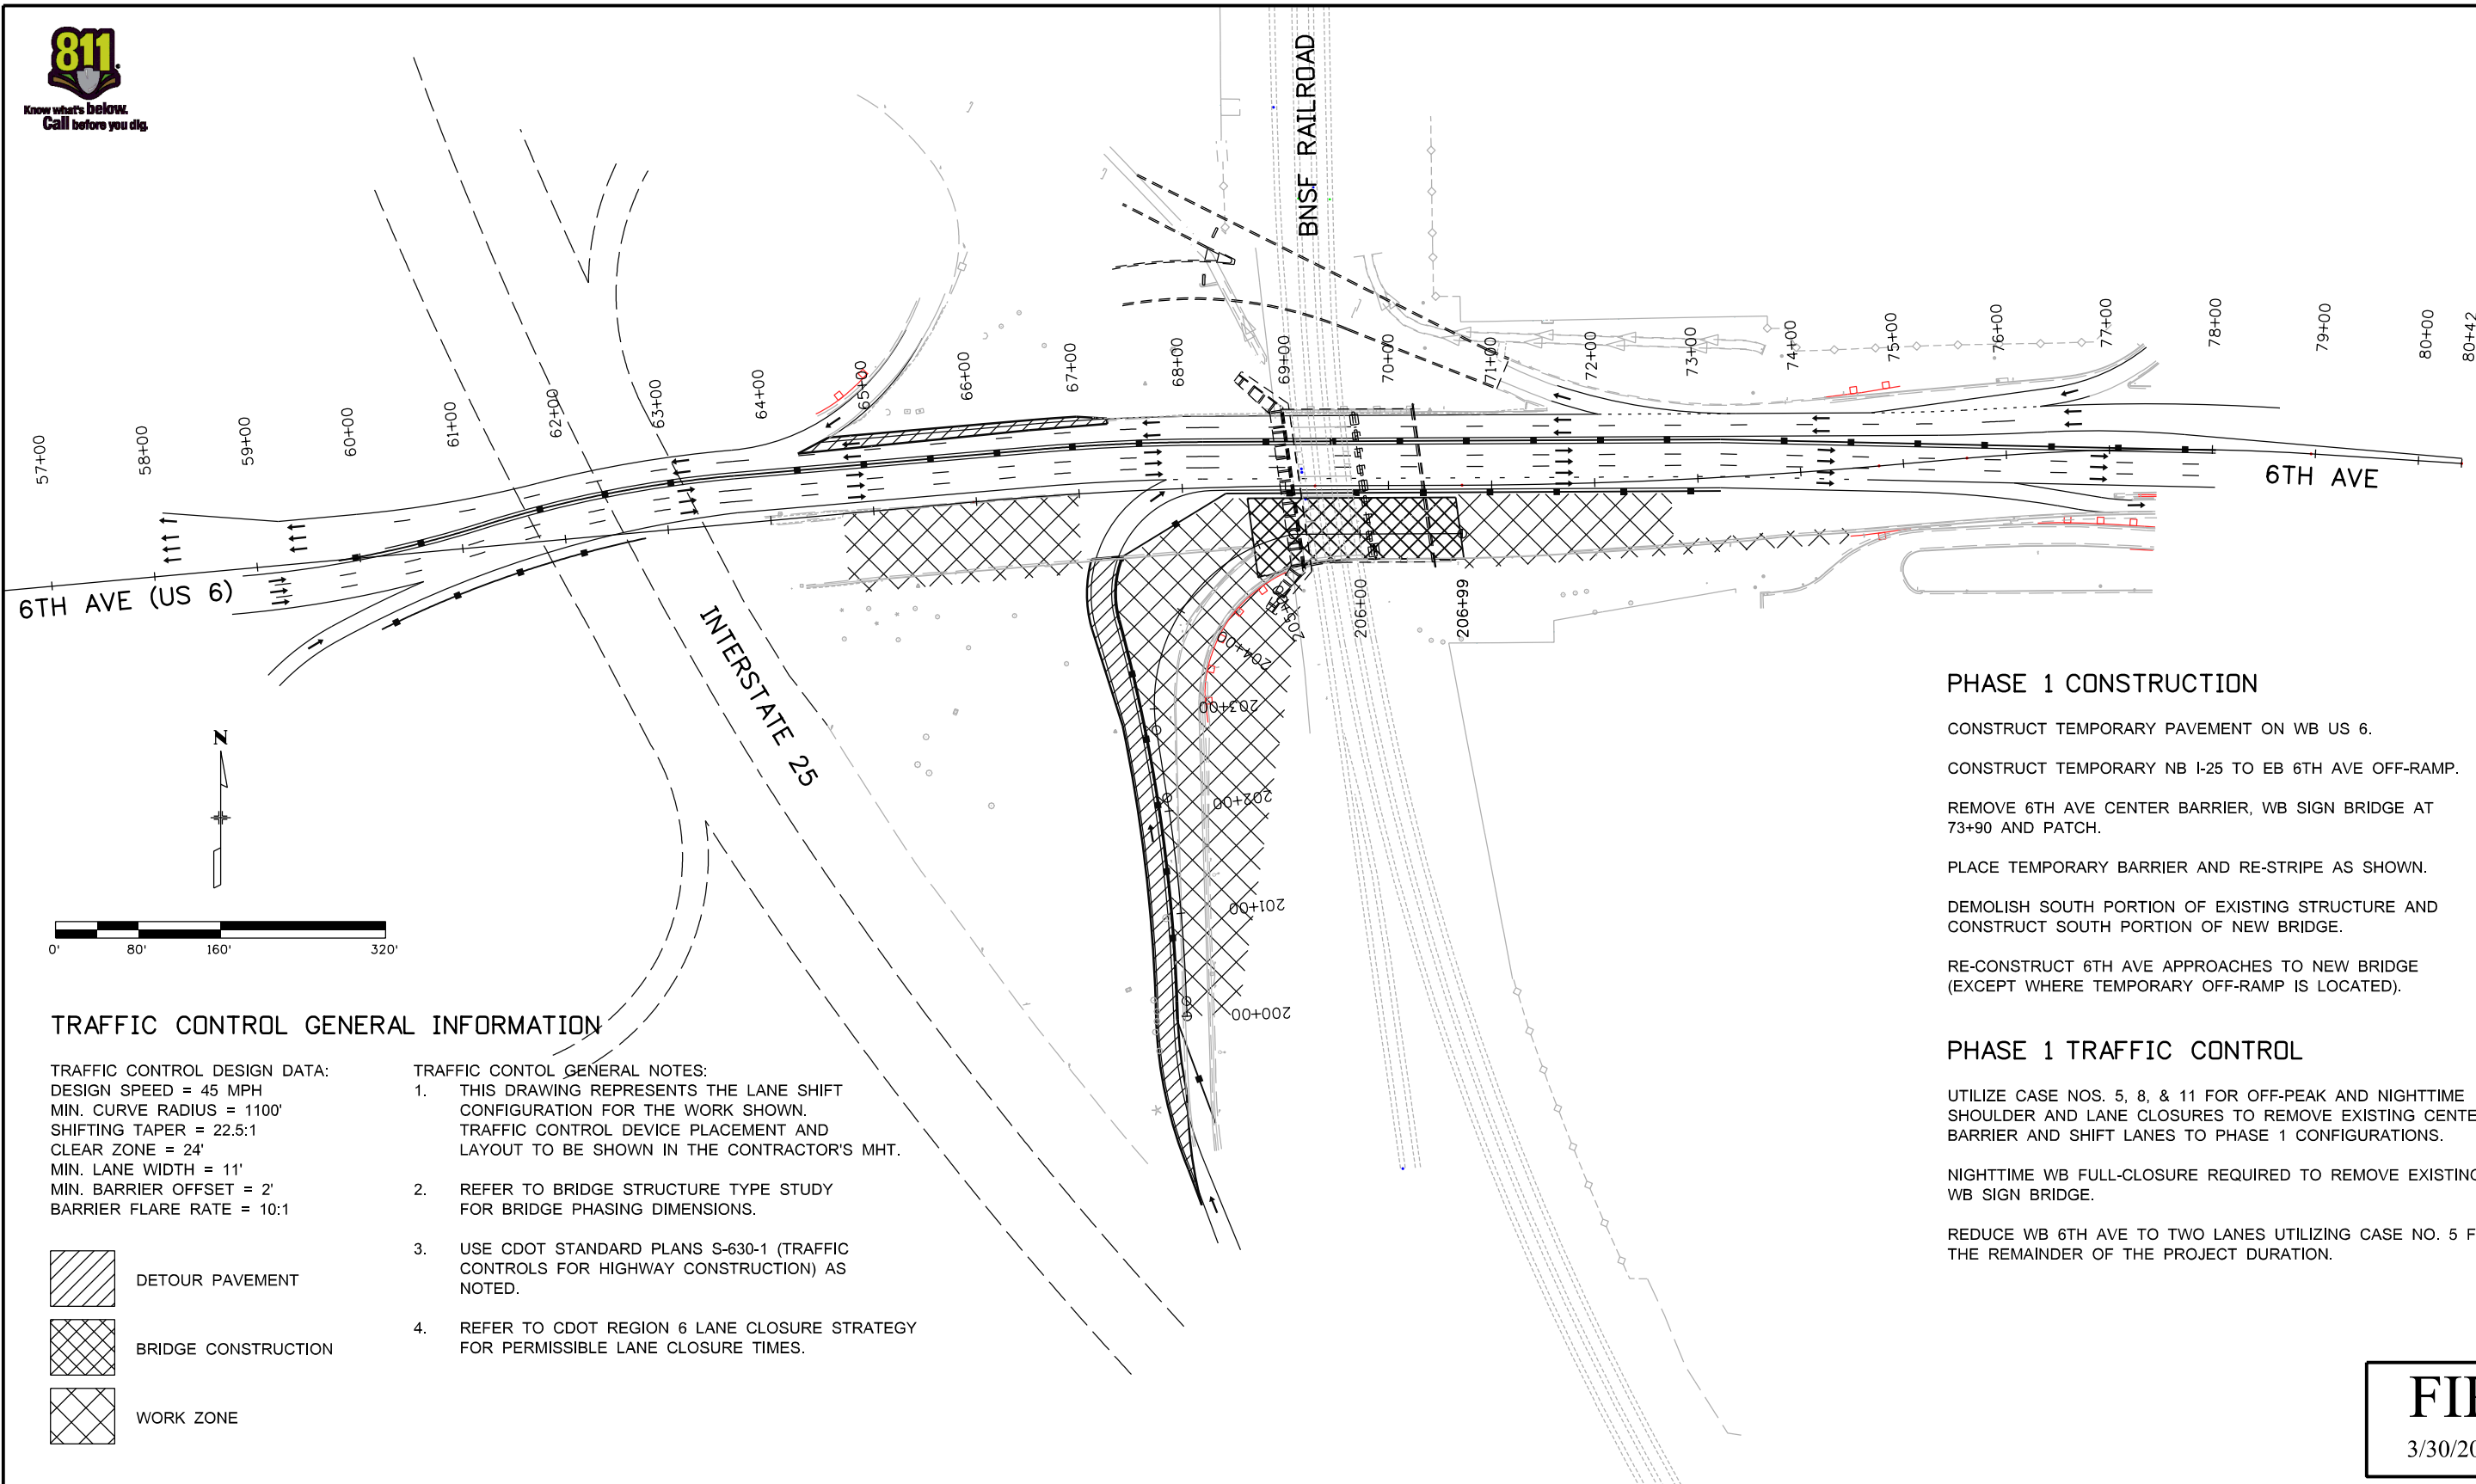 811
Know what's below.
Call before you dig.
BNSF RAILROAD
57+00
58+00
59+00
60+00
61+00
62+00
63+00
64+00
65+00
66+00
67+00
68+00
69+00
70+00
71+00
72+00
73+00
74+00
75+00
76+00
77+00
78+00
79+00
80+00
80+42
6TH AVE
6TH AVE (US 6)
INTERSTATE 25
206+99
206+00
205+00
204+00
203+00
202+00
201+00
200+00
N
0'
80'
160'
320'
PHASE 1 CONSTRUCTION
CONSTRUCT TEMPORARY PAVEMENT ON WB US 6.
CONSTRUCT TEMPORARY NB I-25 TO EB 6TH AVE OFF-RAMP.
REMOVE 6TH AVE CENTER BARRIER, WB SIGN BRIDGE AT
73+90 AND PATCH.
PLACE TEMPORARY BARRIER AND RE-STRIPE AS SHOWN.
DEMOLISH SOUTH PORTION OF EXISTING STRUCTURE AND
CONSTRUCT SOUTH PORTION OF NEW BRIDGE.
RE-CONSTRUCT 6TH AVE APPROACHES TO NEW BRIDGE
(EXCEPT WHERE TEMPORARY OFF-RAMP IS LOCATED).
PHASE 1 TRAFFIC CONTROL
UTILIZE CASE NOS. 5, 8, & 11 FOR OFF-PEAK AND NIGHTTIME
SHOULDER AND LANE CLOSURES TO REMOVE EXISTING CENTE
BARRIER AND SHIFT LANES TO PHASE 1 CONFIGURATIONS.
NIGHTTIME WB FULL-CLOSURE REQUIRED TO REMOVE EXISTING
WB SIGN BRIDGE.
REDUCE WB 6TH AVE TO TWO LANES UTILIZING CASE NO. 5 F
THE REMAINDER OF THE PROJECT DURATION.
TRAFFIC CONTROL GENERAL INFORMATION
TRAFFIC CONTROL DESIGN DATA:
DESIGN SPEED = 45 MPH
MIN. CURVE RADIUS = 1100'
SHIFTING TAPER = 22.5:1
CLEAR ZONE = 24'
MIN. LANE WIDTH = 11'
MIN. BARRIER OFFSET = 2'
BARRIER FLARE RATE = 10:1
DETOUR PAVEMENT
BRIDGE CONSTRUCTION
WORK ZONE
TRAFFIC CONTOL GENERAL NOTES:
1. THIS DRAWING REPRESENTS THE LANE SHIFT
CONFIGURATION FOR THE WORK SHOWN.
TRAFFIC CONTROL DEVICE PLACEMENT AND
LAYOUT TO BE SHOWN IN THE CONTRACTOR'S MHT.
2. REFER TO BRIDGE STRUCTURE TYPE STUDY
FOR BRIDGE PHASING DIMENSIONS.
3. USE CDOT STANDARD PLANS S-630-1 (TRAFFIC
CONTROLS FOR HIGHWAY CONSTRUCTION) AS
NOTED.
4. REFER TO CDOT REGION 6 LANE CLOSURE STRATEGY
FOR PERMISSIBLE LANE CLOSURE TIMES.
3/30/20